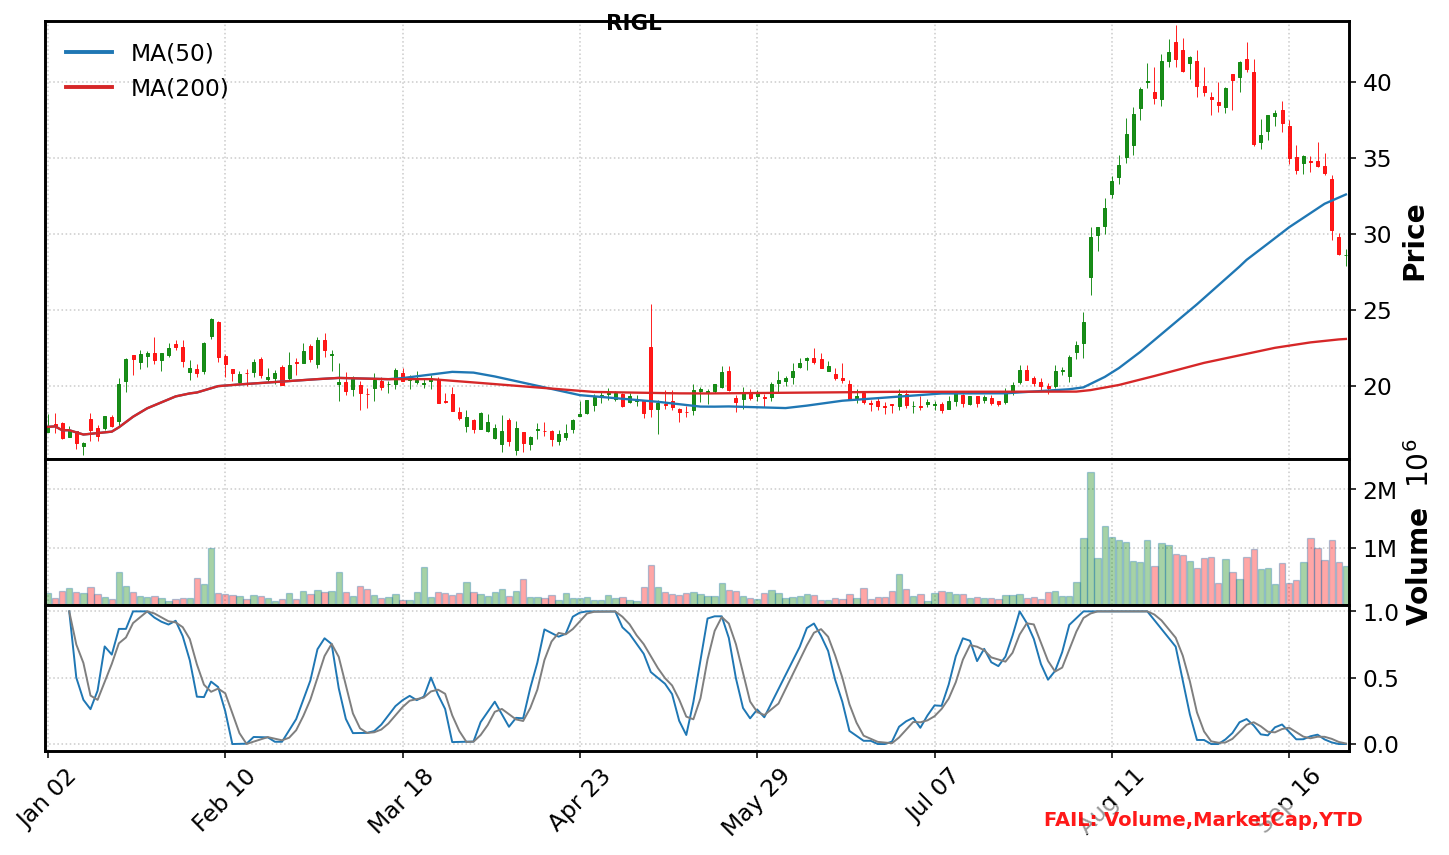 RIGL
MA(50)
MA(200)
40
35
30
25
20
Price
2M
1M
Volume 10^6
1.0
0.5
0.0
Jan 02
Feb 10
Mar 18
Apr 23
May 29
Jul 07
Aug 11
Sep 16
FAIL: Volume,MarketCap,YTD